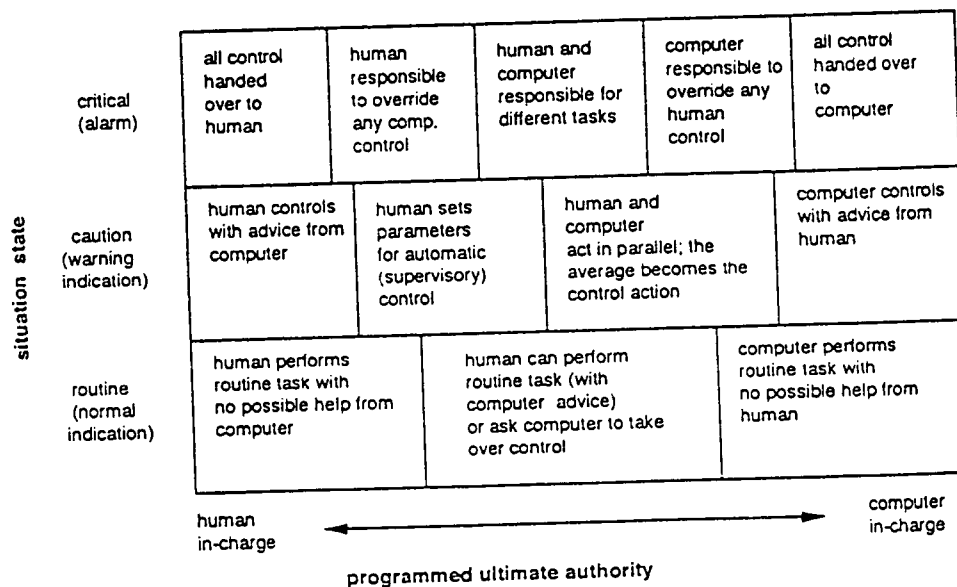 all control
handed
over to
human
human
responsible
to override
any comp.
control
human and
computer
responsible for
different tasks
computer
responsible to
override any
human
control
all control
handed over
to
computer
critical
(alarm)
human controls
with advice from
computer
human sets
parameters
for automatic
(supervisory)
control
human and
computer
act in parallel; the
average becomes the
control action
computer controls
with advice from
human
caution
(warning
indication)
situation state
human performs
routine task with
no possible help from
computer
human can perform
routine task (with
computer advice)
or ask computer to take
over control
computer performs
routine task with
no possible help from
human
routine
(normal
indication)
human
in-charge
computer
in-charge
programmed ultimate authority